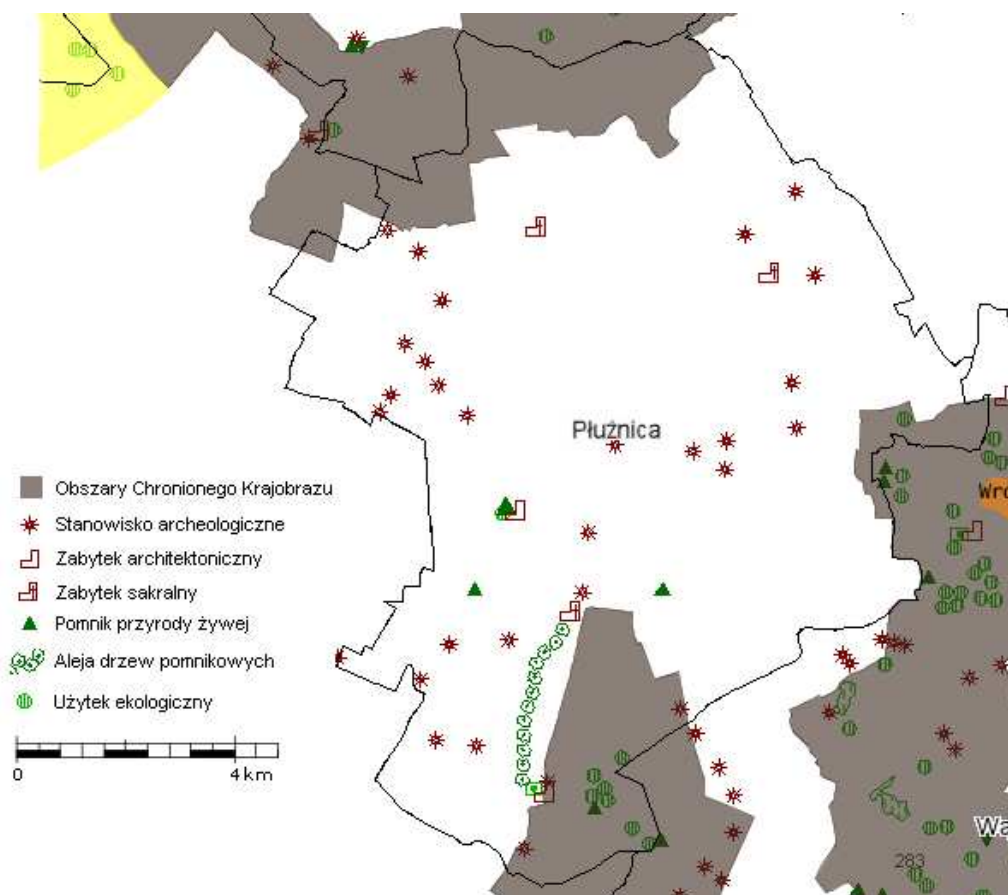 Płużnica
Obszary Chronionego Krajobrazu
Stanowisko archeologiczne
Zabytek architektoniczny
Zabytek sakralny
Pomnik przyrody żywej
Aleja drzew pomnikowych
Użytek ekologiczny
0 4 km
Wą
283